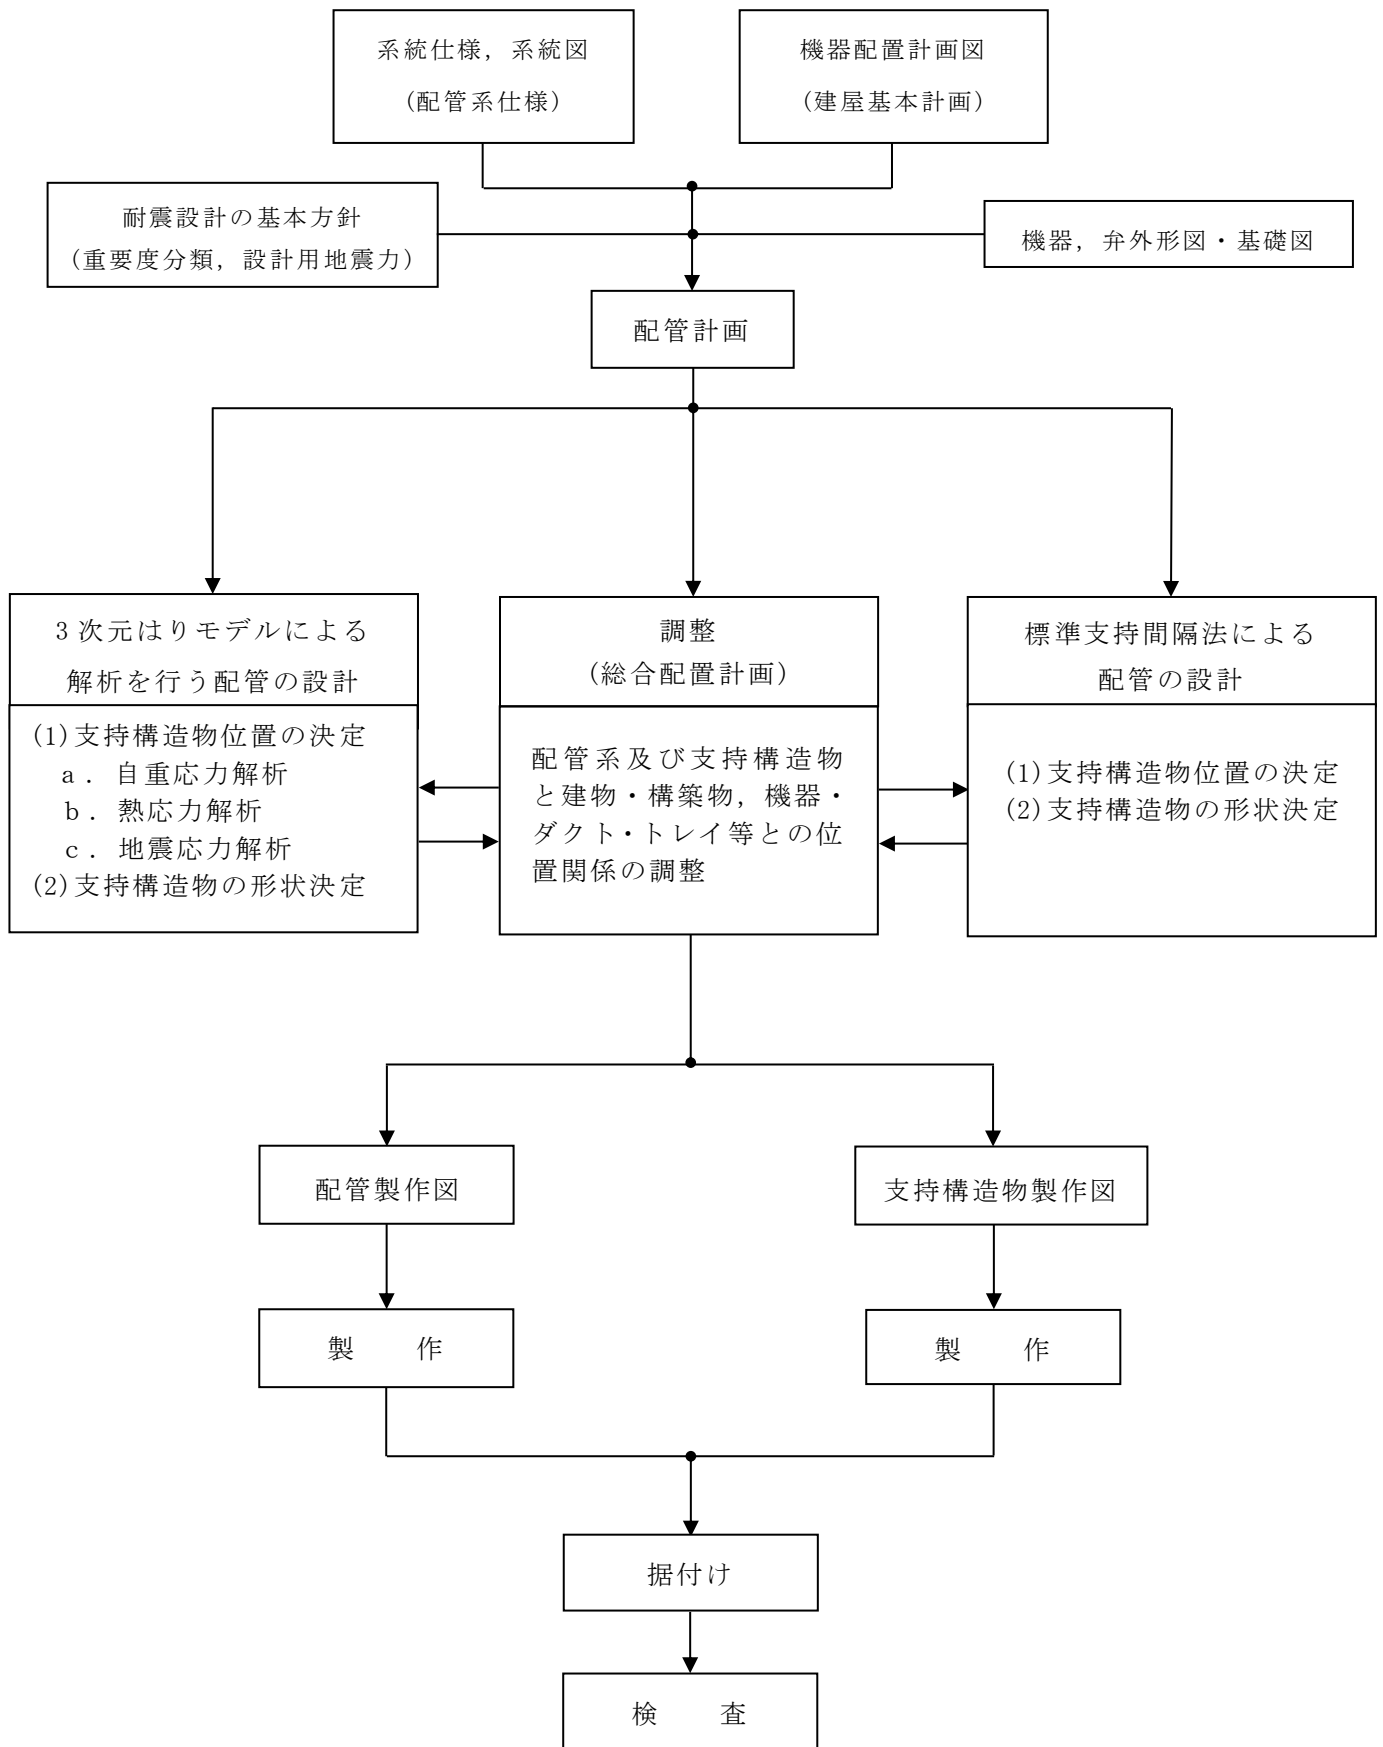 系統仕様，系統図
(配管系仕様)
機器配置計画図
(建屋基本計画)
耐震設計の基本方針
(重要度分類，設計用地震力)
機器，弁外形図・基礎図
配管計画
3次元はりモデルによる
解析を行う配管の設計
(1)支持構造物位置の決定
a．自重応力解析
b．熱応力解析
c．地震応力解析
(2)支持構造物の形状決定
調整
(総合配置計画)
配管系及び支持構造物
と建物・構築物，機器・
ダクト・トレイ等との位
置関係の調整
標準支持間隔法による
配管の設計
(1)支持構造物位置の決定
(2)支持構造物の形状決定
配管製作図
支持構造物製作図
製　　作
製　　作
据付け
検　　査